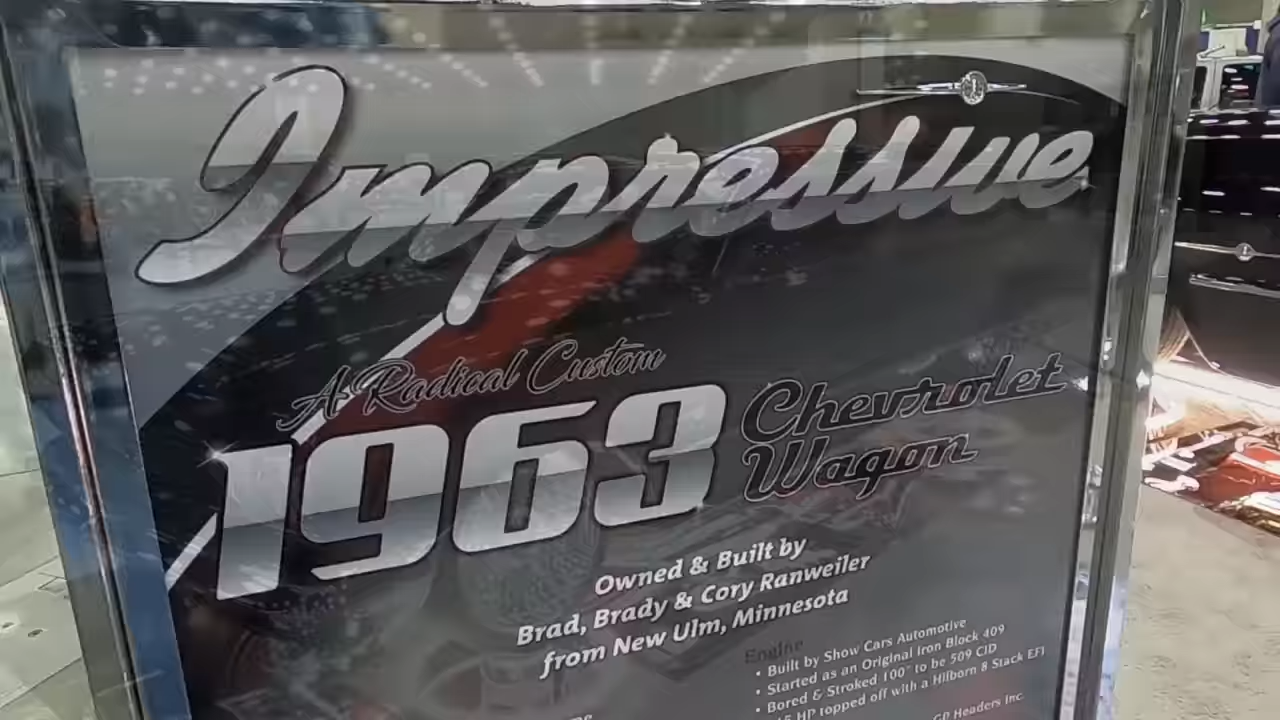 Impressive
A Radical Custom
1963 Chevrolet
Wagon
Owned & Built by
Brad, Brady & Cory Ranweiler
from New Ulm, Minnesota
Engine
• Built by Show Cars Automotive
• Started as an Original Iron Block 409
• Bored & Stroked 100" to be 509 CID
HP topped off with a Hilborn 8 Stack EFI
GP Headers Inc.